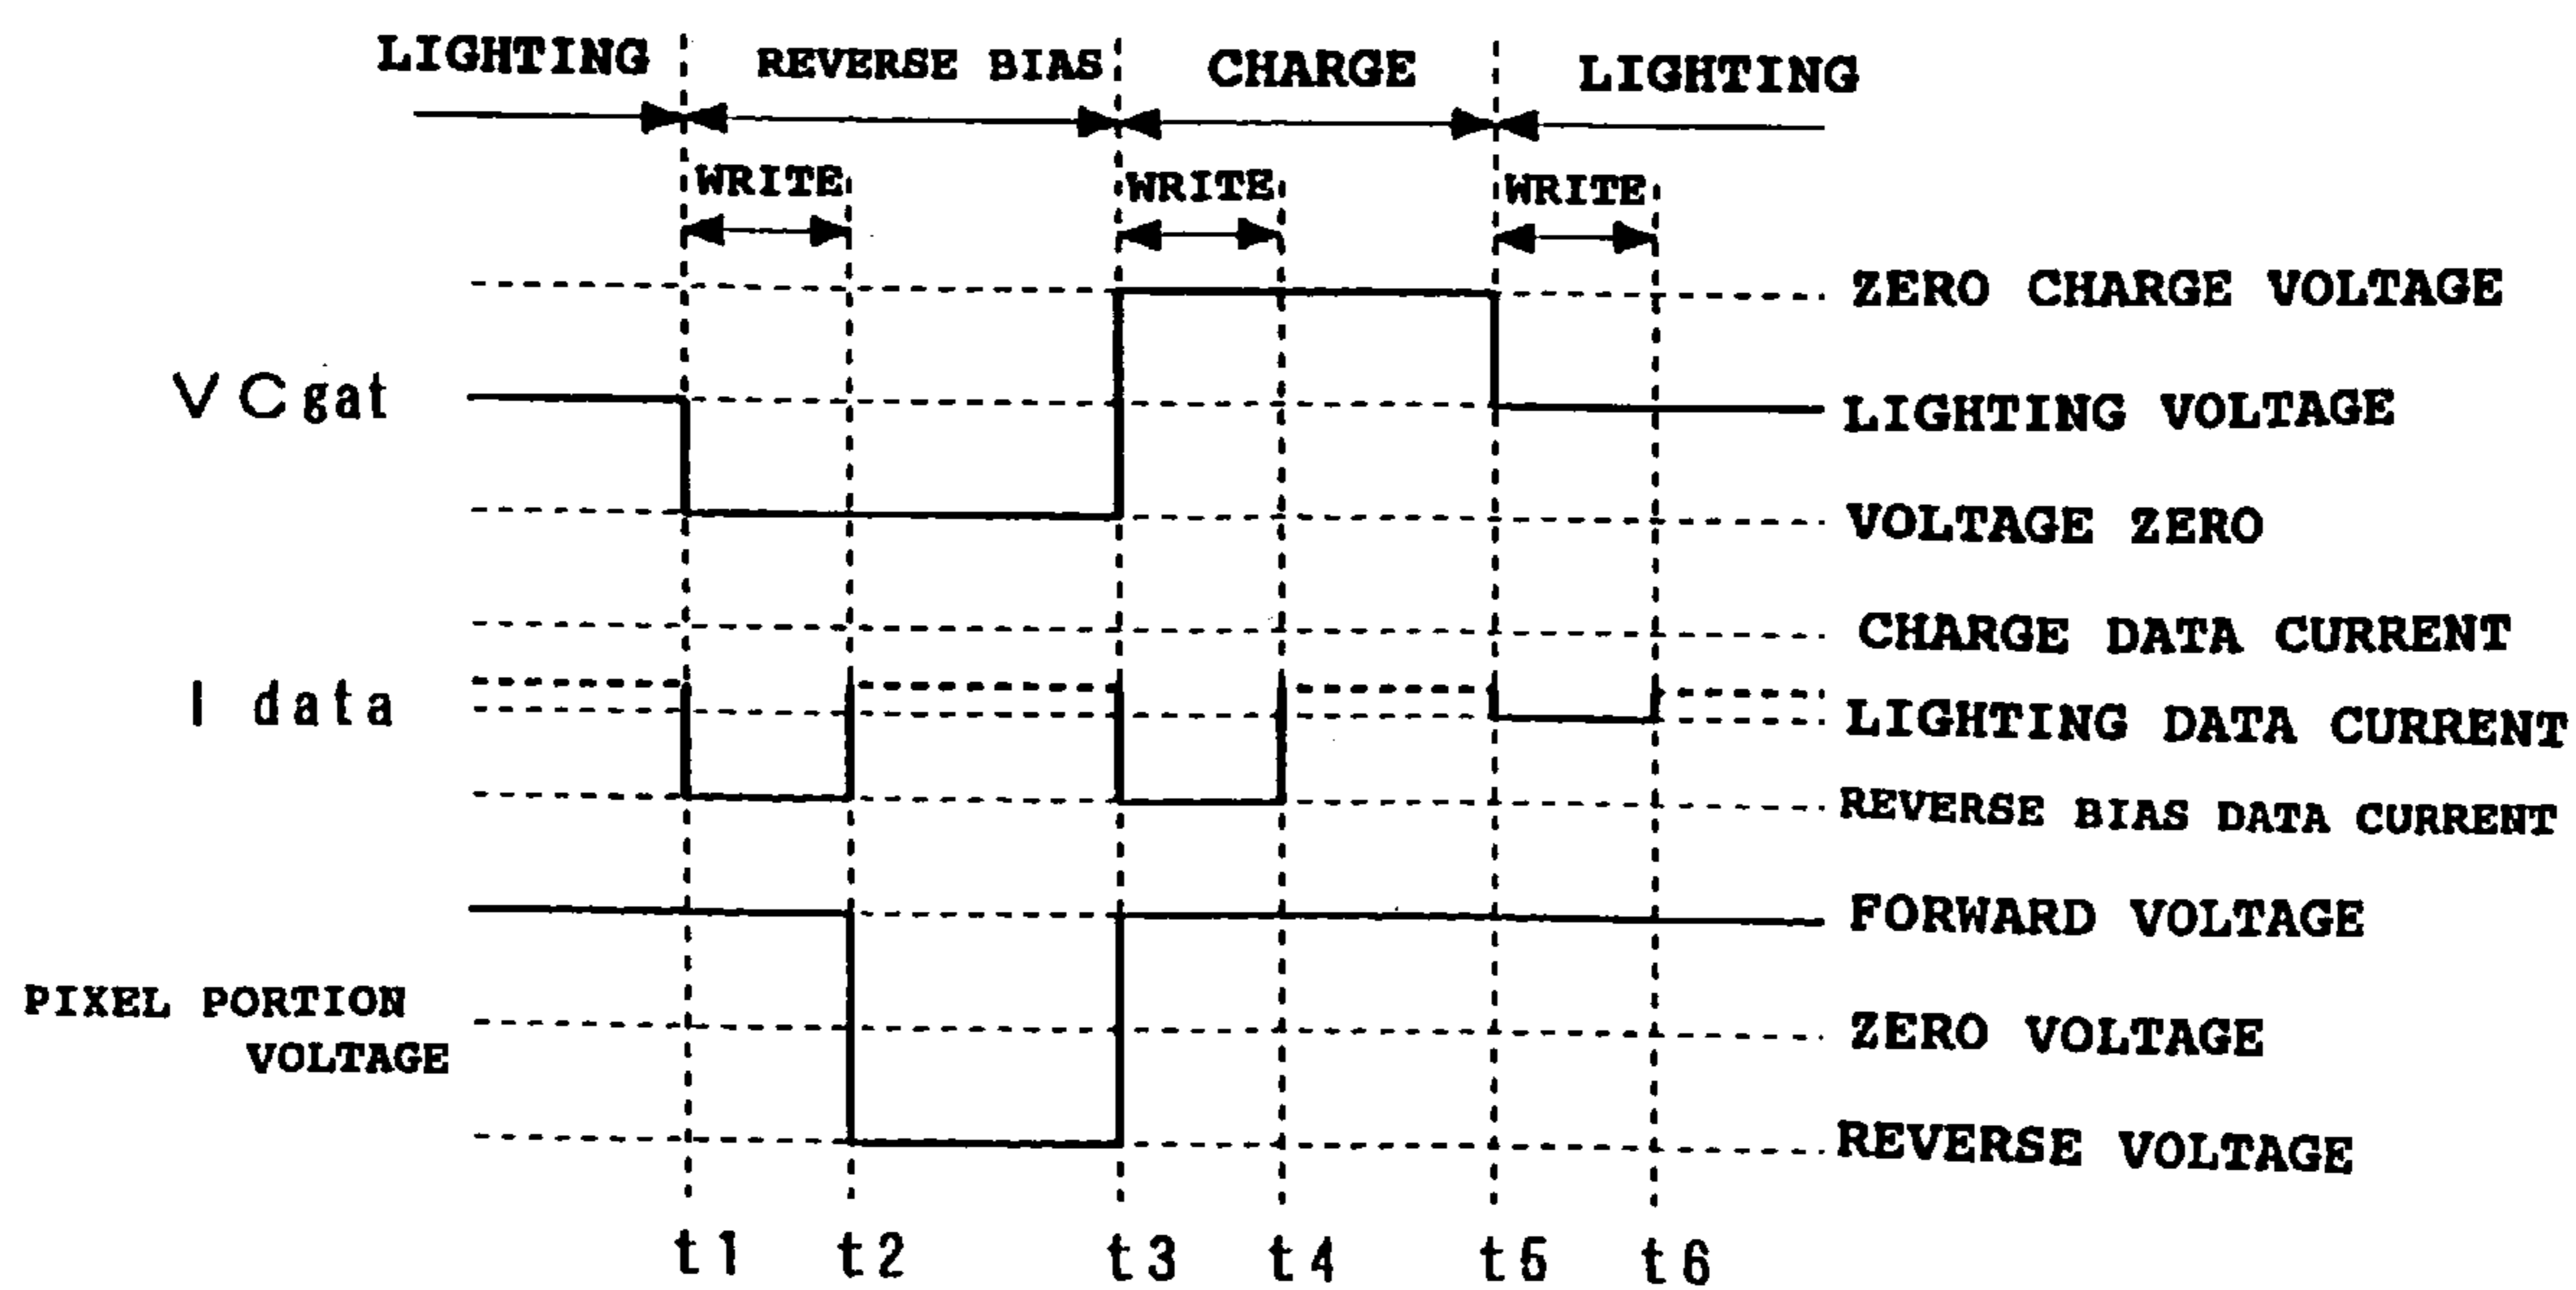 LIGHTING REVERSE BIAS CHARGE LIGHTING
WRITE WRITE WRITE
ZERO CHARGE VOLTAGE
VCgat LIGHTING VOLTAGE
VOLTAGE ZERO
CHARGE DATA CURRENT
I data LIGHTING DATA CURRENT
REVERSE BIAS DATA CURRENT
FORWARD VOLTAGE
PIXEL PORTION
VOLTAGE
ZERO VOLTAGE
REVERSE VOLTAGE
t1 t2 t3 t4 t5 t6